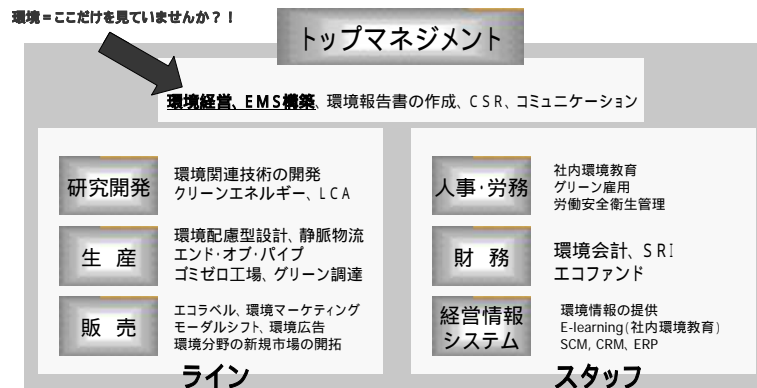 環境=ここだけを見ていませんか?!
トップマネジメント
環境経営、EMS構築、環境報告書の作成、CSR、コミュニケーション
研究開発
環境関連技術の開発
クリーンエネルギー、LCA
生 産
環境配慮型設計、静脈物流
エンド・オブ・パイプ
ゴミゼロ工場、グリーン調達
販 売
エコラベル、環境マーケティング
モーダルシフト、環境広告
環境分野の新規市場の開拓
ライン
人事・労務
社内環境教育
グリーン雇用
労働安全衛生管理
財 務
環境会計、SRI
エコファンド
経営情報
システム
環境情報の提供
E-learning(社内環境教育)
SCM, CRM, ERP
スタッフ